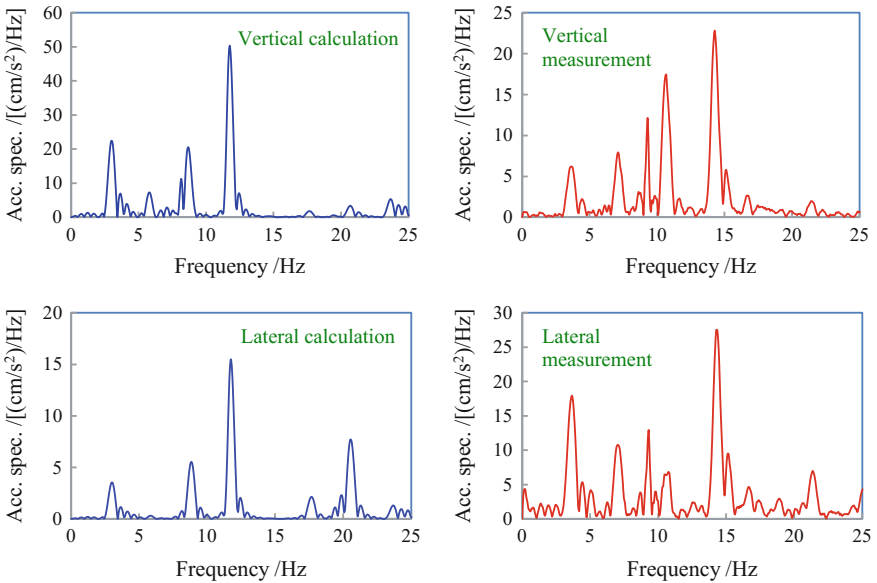 Acc. spec. /[(cm/s²)/Hz]
60
50
40
30
20
10
0
Vertical calculation
0 5 10 15 20 25
Frequency /Hz
Acc. spec. /[(cm/s²)/Hz]
25
20
15
10
5
0
Vertical
measurement
0 5 10 15 20 25
Frequency /Hz
Acc. spec. /[(cm/s²)/Hz]
20
15
10
5
0
Lateral calculation
0 5 10 15 20 25
Frequency /Hz
Acc. spec. /[(cm/s²)/Hz]
30
25
20
15
10
5
0
Lateral
measurement
0 5 10 15 20 25
Frequency /Hz